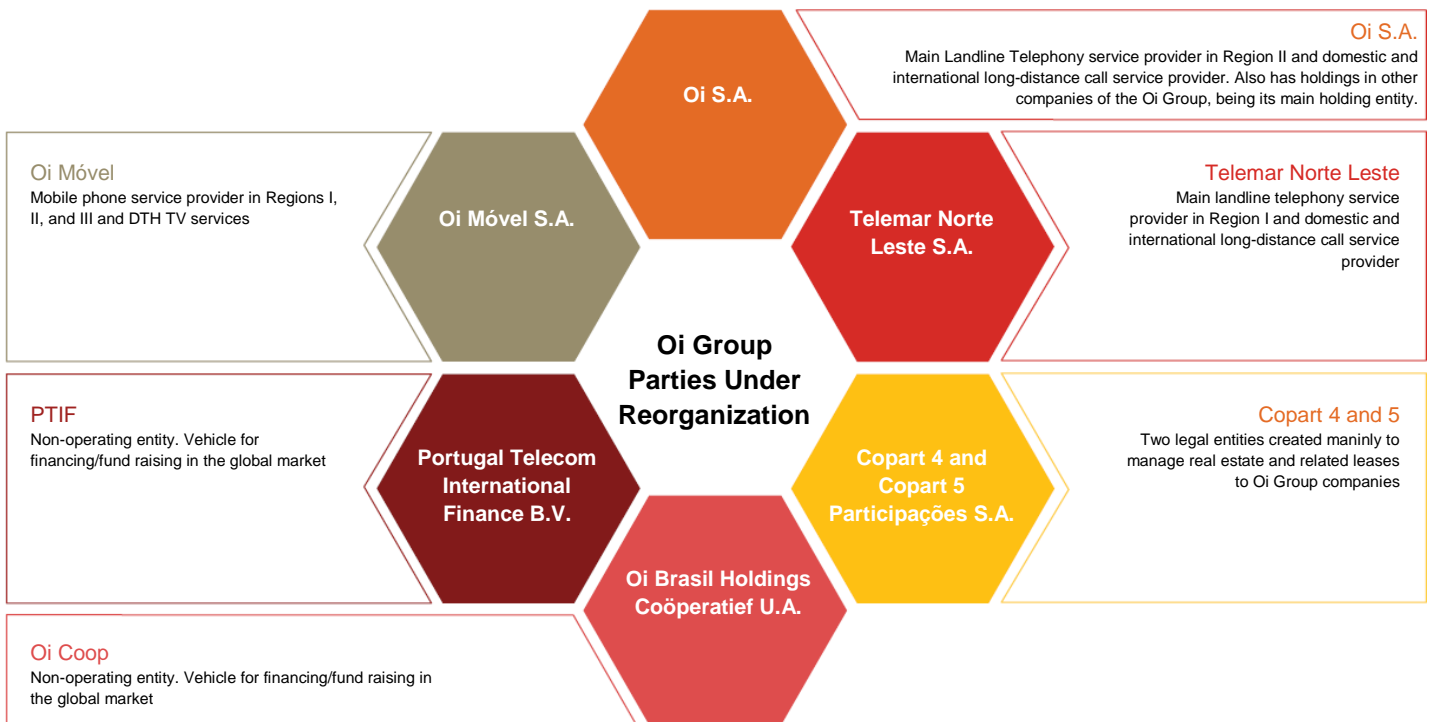 Oi S.A.
Main Landline Telephony service provider in Region II and domestic and
international long-distance call service provider. Also has holdings in other
companies of the Oi Group, being its main holding entity.
Oi S.A.
Oi Móvel
Mobile phone service provider in Regions I,
II, and III and DTH TV services
Oi Móvel S.A.
Telemar Norte
Leste S.A.
Telemar Norte Leste
Main landline telephony service
provider in Region I and domestic and
international long-distance call service
provider
Oi Group
Parties Under
Reorganization
PTIF
Non-operating entity. Vehicle for
financing/fund raising in the global market
Portugal Telecom
International
Finance B.V.
Copart 4 and
Copart 5
Participações S.A.
Copart 4 and 5
Two legal entities created maninly to
manage real estate and related leases
to Oi Group companies
Oi Brasil Holdings
Coöperatief U.A.
Oi Coop
Non-operating entity. Vehicle for financing/fund raising in
the global market